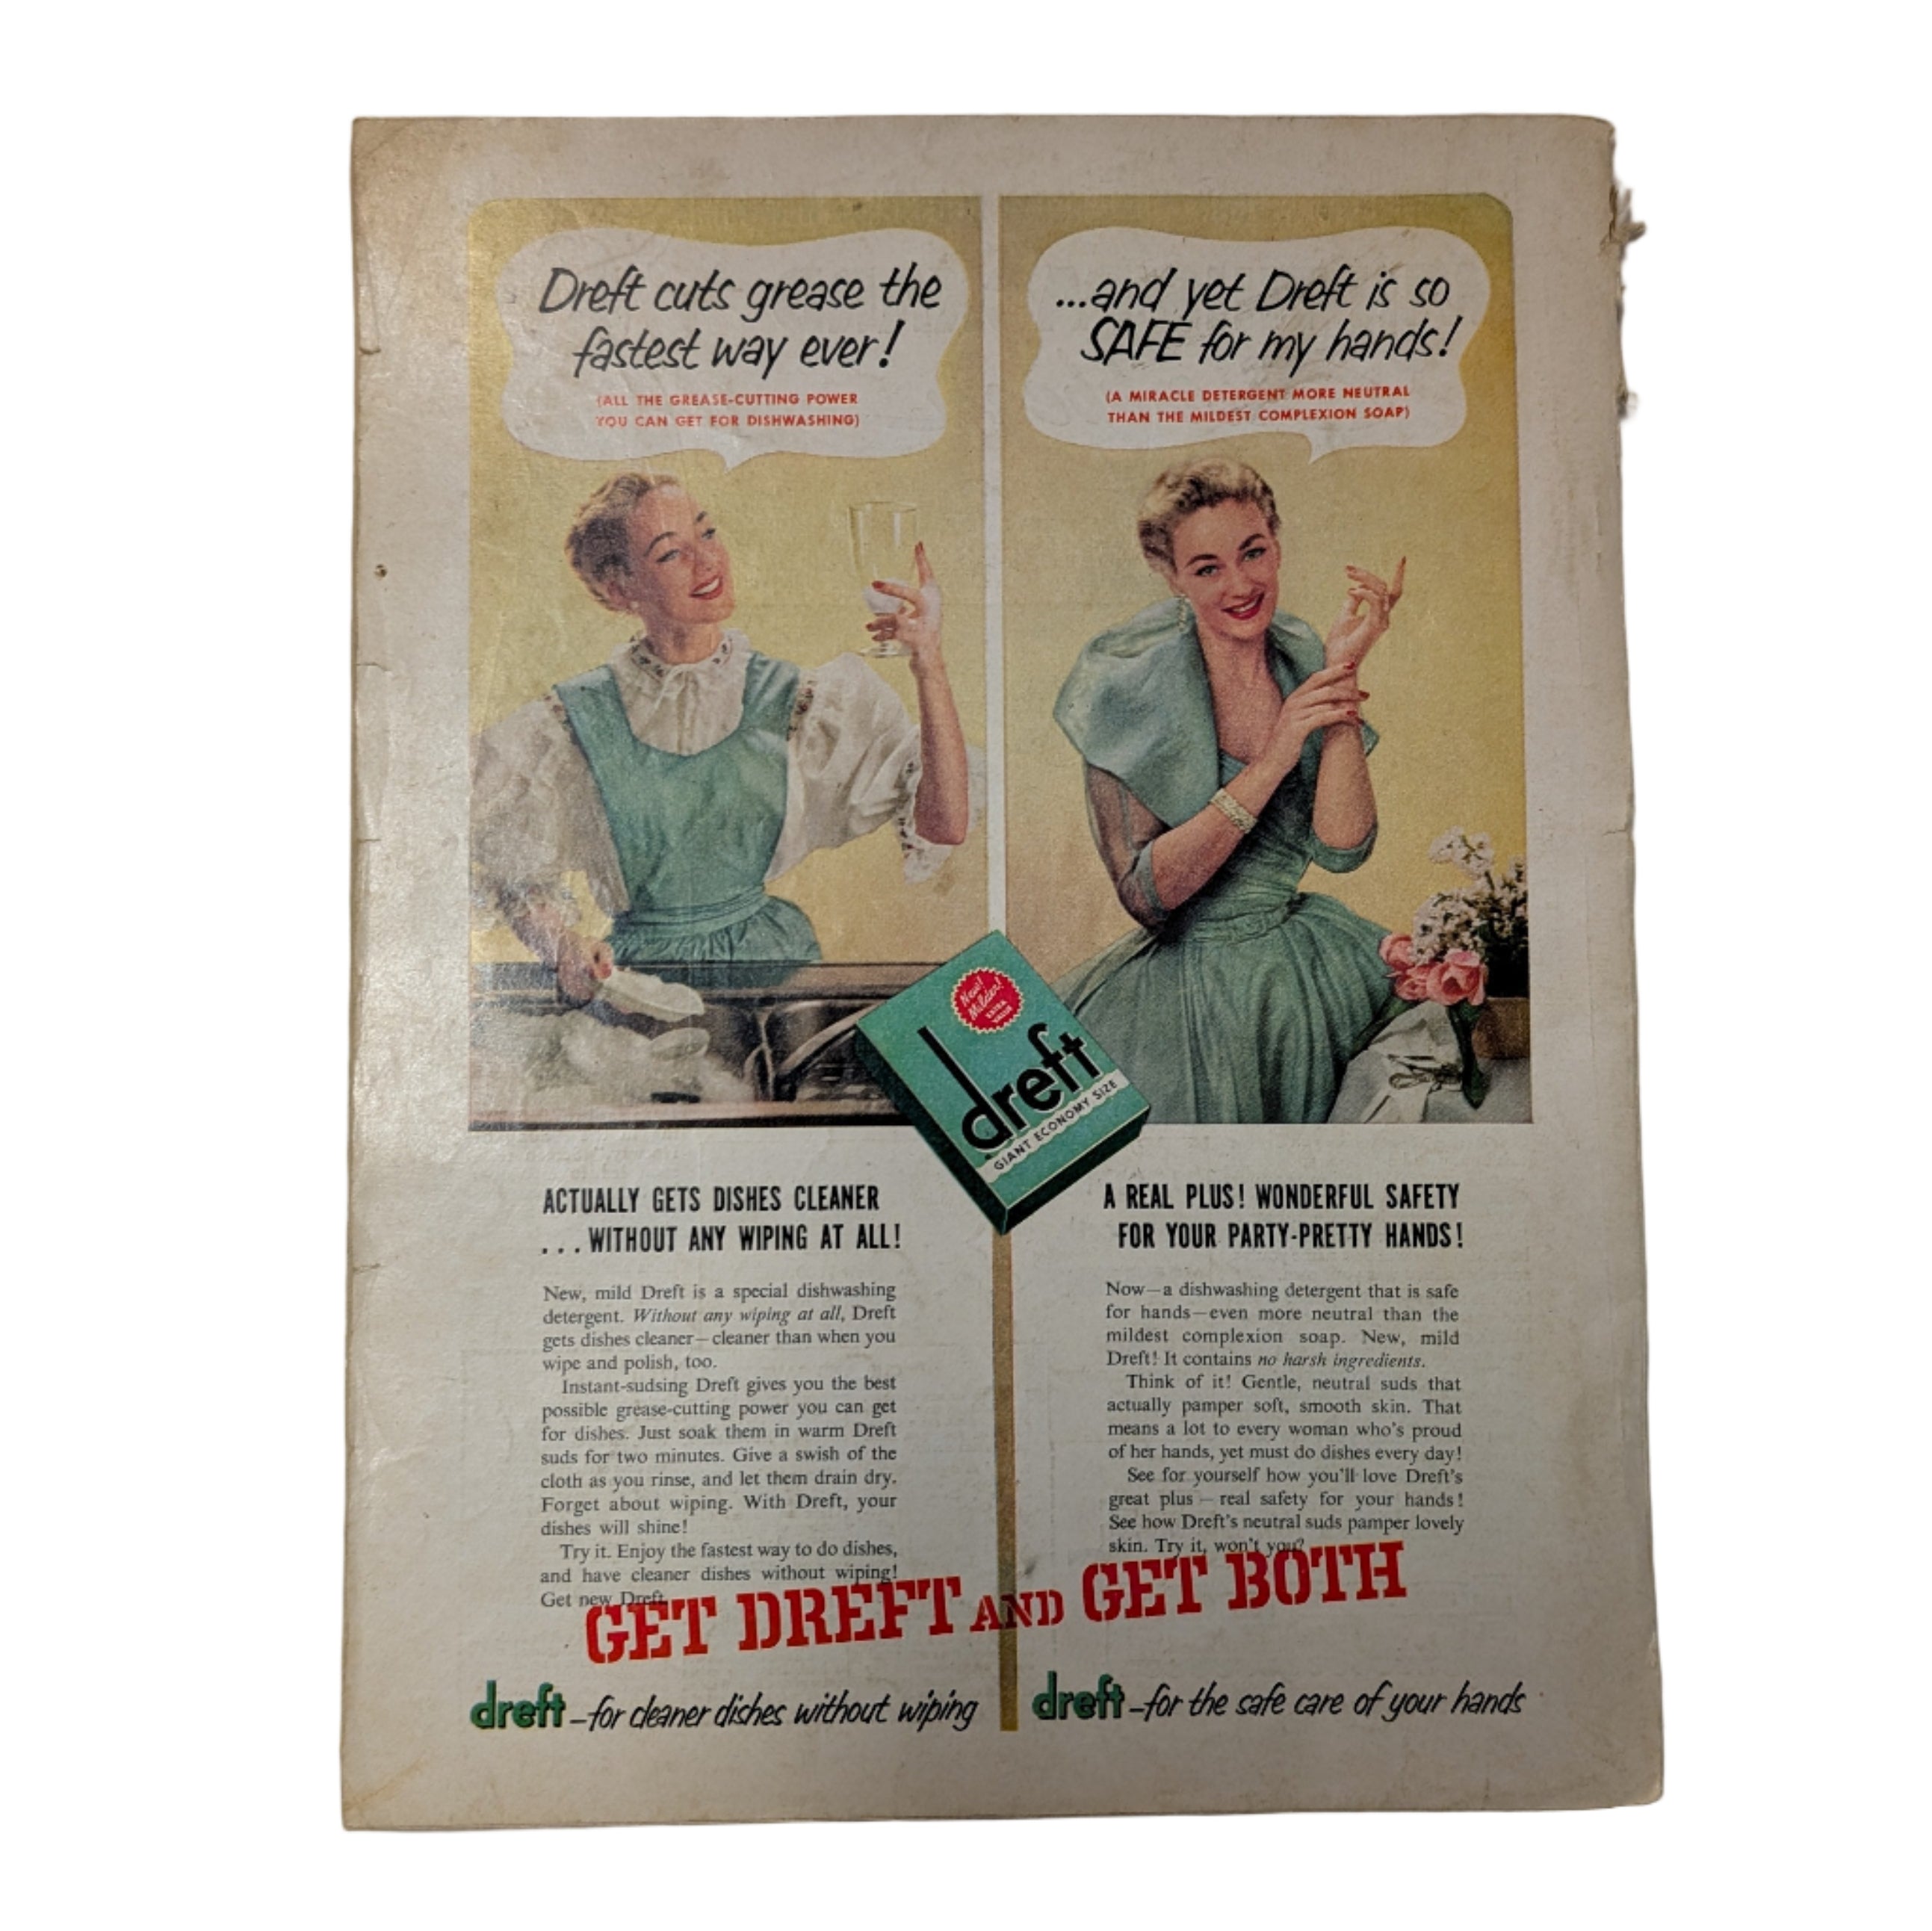 Dreft cuts grease the
fastest way ever!
(ALL THE GREASE-CUTTING POWER
YOU CAN GET FOR DISHWASHING)
...and yet Dreft is so
SAFE for my hands!
(A MIRACLE DETERGENT MORE NEUTRAL
THAN THE MILDEST COMPLEXION SOAP)
New!
Milder!
EXTRA
VALUE
dreft
GIANT ECONOMY SIZE
ACTUALLY GETS DISHES CLEANER
...WITHOUT ANY WIPING AT ALL!
New, mild Dreft is a special dishwashing
detergent. Without any wiping at all, Dreft
gets dishes cleaner—cleaner than when you
wipe and polish, too.
Instant-sudsing Dreft gives you the best
possible grease-cutting power you can get
for dishes. Just soak them in warm Dreft
suds for two minutes. Give a swish of the
cloth as you rinse, and let them drain dry.
Forget about wiping. With Dreft, your
dishes will shine!
Try it. Enjoy the fastest way to do dishes,
and have cleaner dishes without wiping!
Get new Dreft.
A REAL PLUS! WONDERFUL SAFETY
FOR YOUR PARTY-PRETTY HANDS!
Now—a dishwashing detergent that is safe
for hands—even more neutral than the
mildest complexion soap. New, mild
Dreft! It contains no harsh ingredients.
Think of it! Gentle, neutral suds that
actually pamper soft, smooth skin. That
means a lot to every woman who's proud
of her hands, yet must do dishes every day!
See for yourself how you'll love Dreft's
great plus — real safety for your hands!
See how Dreft's neutral suds pamper lovely
skin. Try it, won't you?
GET DREFT AND GET BOTH
dreft—for cleaner dishes without wiping
dreft—for the safe care of your hands